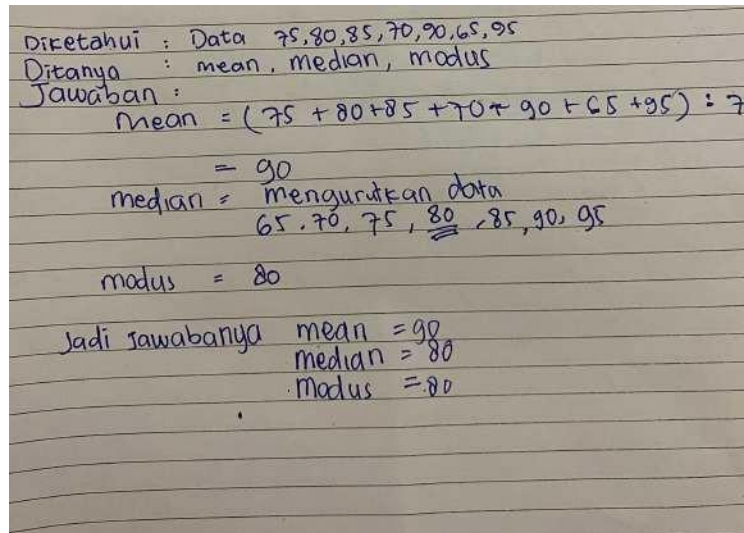 Diketahui : Data 75,80,85,70,90,65,95
Ditanya : mean, median, modus
Jawaban :
Mean = (75 + 80+85 +70+ 90 + 65 +95) : 7
= 90
median = mengurutkan data
65. 70, 75, 80, 85, 90, 95
modus = 80
Jadi Jawabanya mean = 90
median = 80
modus = 80